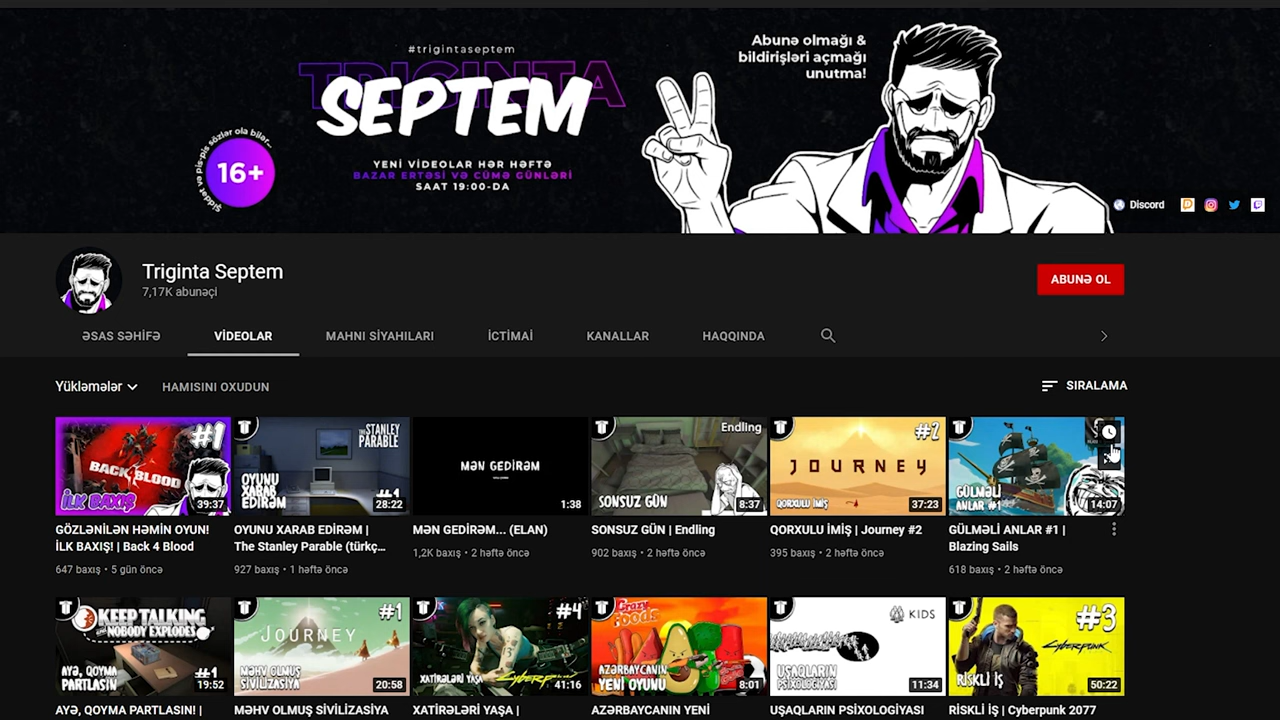 #trigintaseptem
TRIGINTA
SEPTEM
Şiddət və pis-pis sözlər ola bilər...
16+
YENİ VİDEOLAR HƏR HƏFTƏ
BAZAR ERTƏSİ VƏ CÜMƏ GÜNLƏRİ
SAAT 19:00-DA
Abunə olmağı &
bildirişləri açmağı
unutma!
Discord
Triginta Septem
7,17K abunəçi
ABUNƏ OL
ƏSAS SƏHİFƏ
VİDEOLAR
MAHNI SİYAHILARI
İCTİMAİ
KANALLAR
HAQQINDA
Yükləmələr
HAMISINI OXUDUN
SIRALAMA
#1
BACK 4 BLOOD
İLK BAXIŞ
39:37
THE STANLEY
PARABLE
OYUNU
XARAB
EDİRƏM
#1
28:22
MƏN GEDİRƏM
1:38
Endling
SONSUZ GÜN
8:37
#2
JOURNEY
QORXULU İMİŞ
37:23
GÜLMƏLİ
ANLAR #1
14:07
GÖZLƏNİLƏN HƏMİN OYUN!
İLK BAXIŞ! | Back 4 Blood
647 baxış • 5 gün öncə
OYUNU XARAB EDİRƏM |
The Stanley Parable (türkç...
927 baxış • 1 həftə öncə
MƏN GEDİRƏM... (ELAN)
1,2K baxış • 2 həftə öncə
SONSUZ GÜN | Endling
902 baxış • 2 həftə öncə
QORXULU İMİŞ | Journey #2
395 baxış • 2 həftə öncə
GÜLMƏLİ ANLAR #1 |
Blazing Sails
618 baxış • 2 həftə öncə
KEEP TALKING
AND NOBODY EXPLODES
AYƏ, QOYMA
PARTLASIN
#1
19:52
#1
JOURNEY
MƏHV OLMUŞ
SİVİLİZASİYA
20:58
#4
XATİRƏLƏRİ YAŞA
CYBERPUNK
41:16
Crazy
Foods
AZƏRBAYCANIN
YENİ OYUNU
8:01
KIDS
UŞAQLARIN
PSİXOLOGİYASI
11:34
#3
CYBERPUNK
RİSKLİ İŞ
50:22
AYƏ, QOYMA PARTLASIN! |
MƏHV OLMUŞ SİVİLİZASİYA
XATİRƏLƏRİ YAŞA |
AZƏRBAYCANIN YENİ
UŞAQLARIN PSİXOLOGİYASI
RİSKLİ İŞ | Cyberpunk 2077